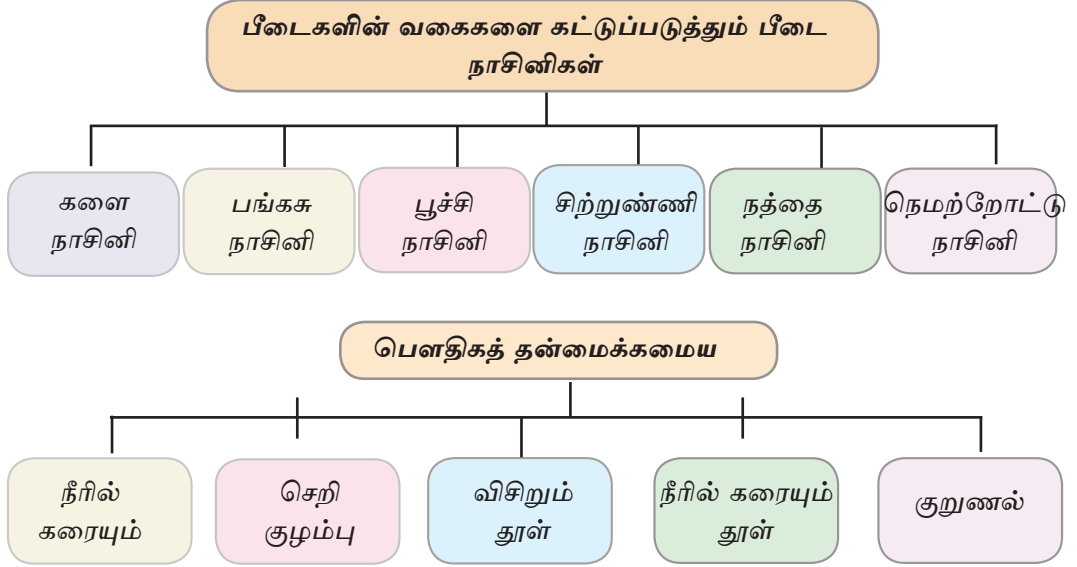 பீடைகளின் வகைகளை கட்டுப்படுத்தும் பீடை
நாசினிகள்
களை
நாசினி
பங்கசு
நாசினி
பூச்சி
நாசினி
சிற்றுண்ணி
நாசினி
நத்தை
நாசினி
நெமற்றோட்டு
நாசினி
பௌதிகத் தன்மைக்கமைய
நீரில்
கரையும்
செறி
குழம்பு
விசிறும்
தூள்
நீரில் கரையும்
தூள்
குறுணல்